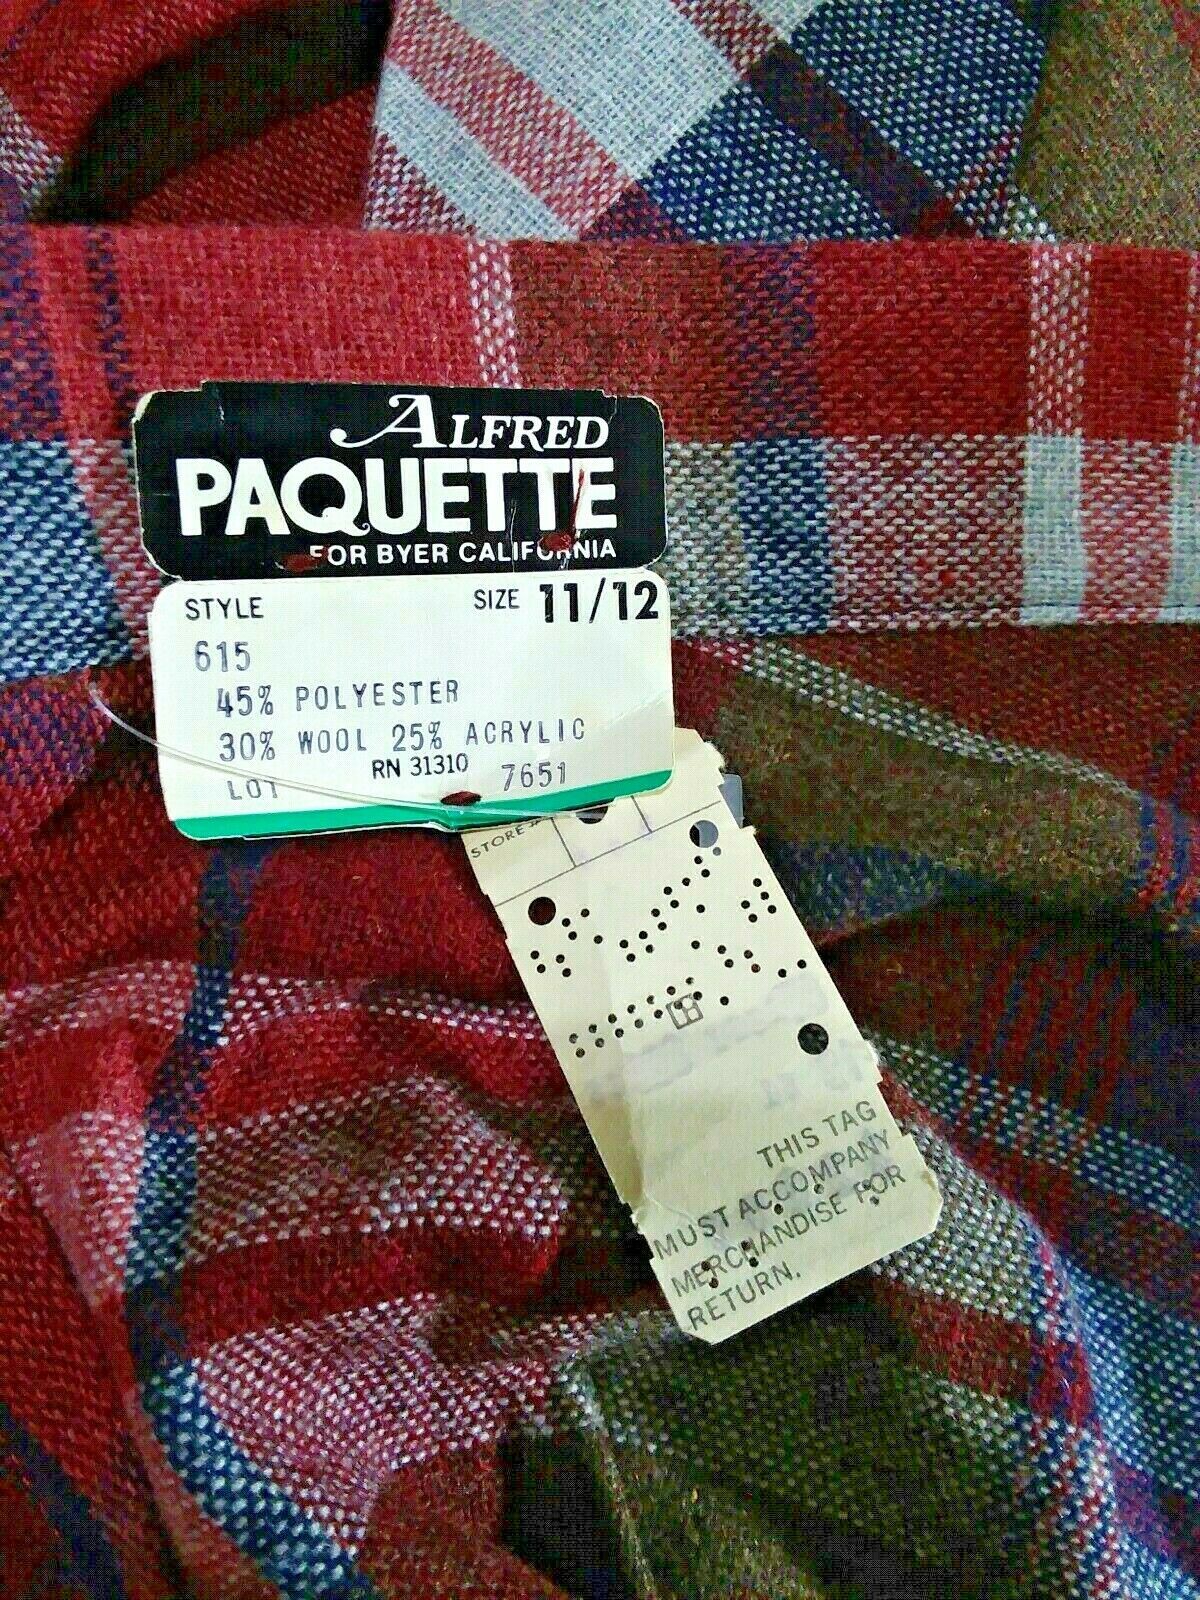 ALFRED
PAQUETTE
FOR BYER CALIFORNIA
STYLE SIZE 11/12
615
45% POLYESTER
30% WOOL 25% ACRYLIC
RN 31310
LOT 7651
STORE #
THIS TAG
MUST ACCOMPANY
MERCHANDISE FOR
RETURN.